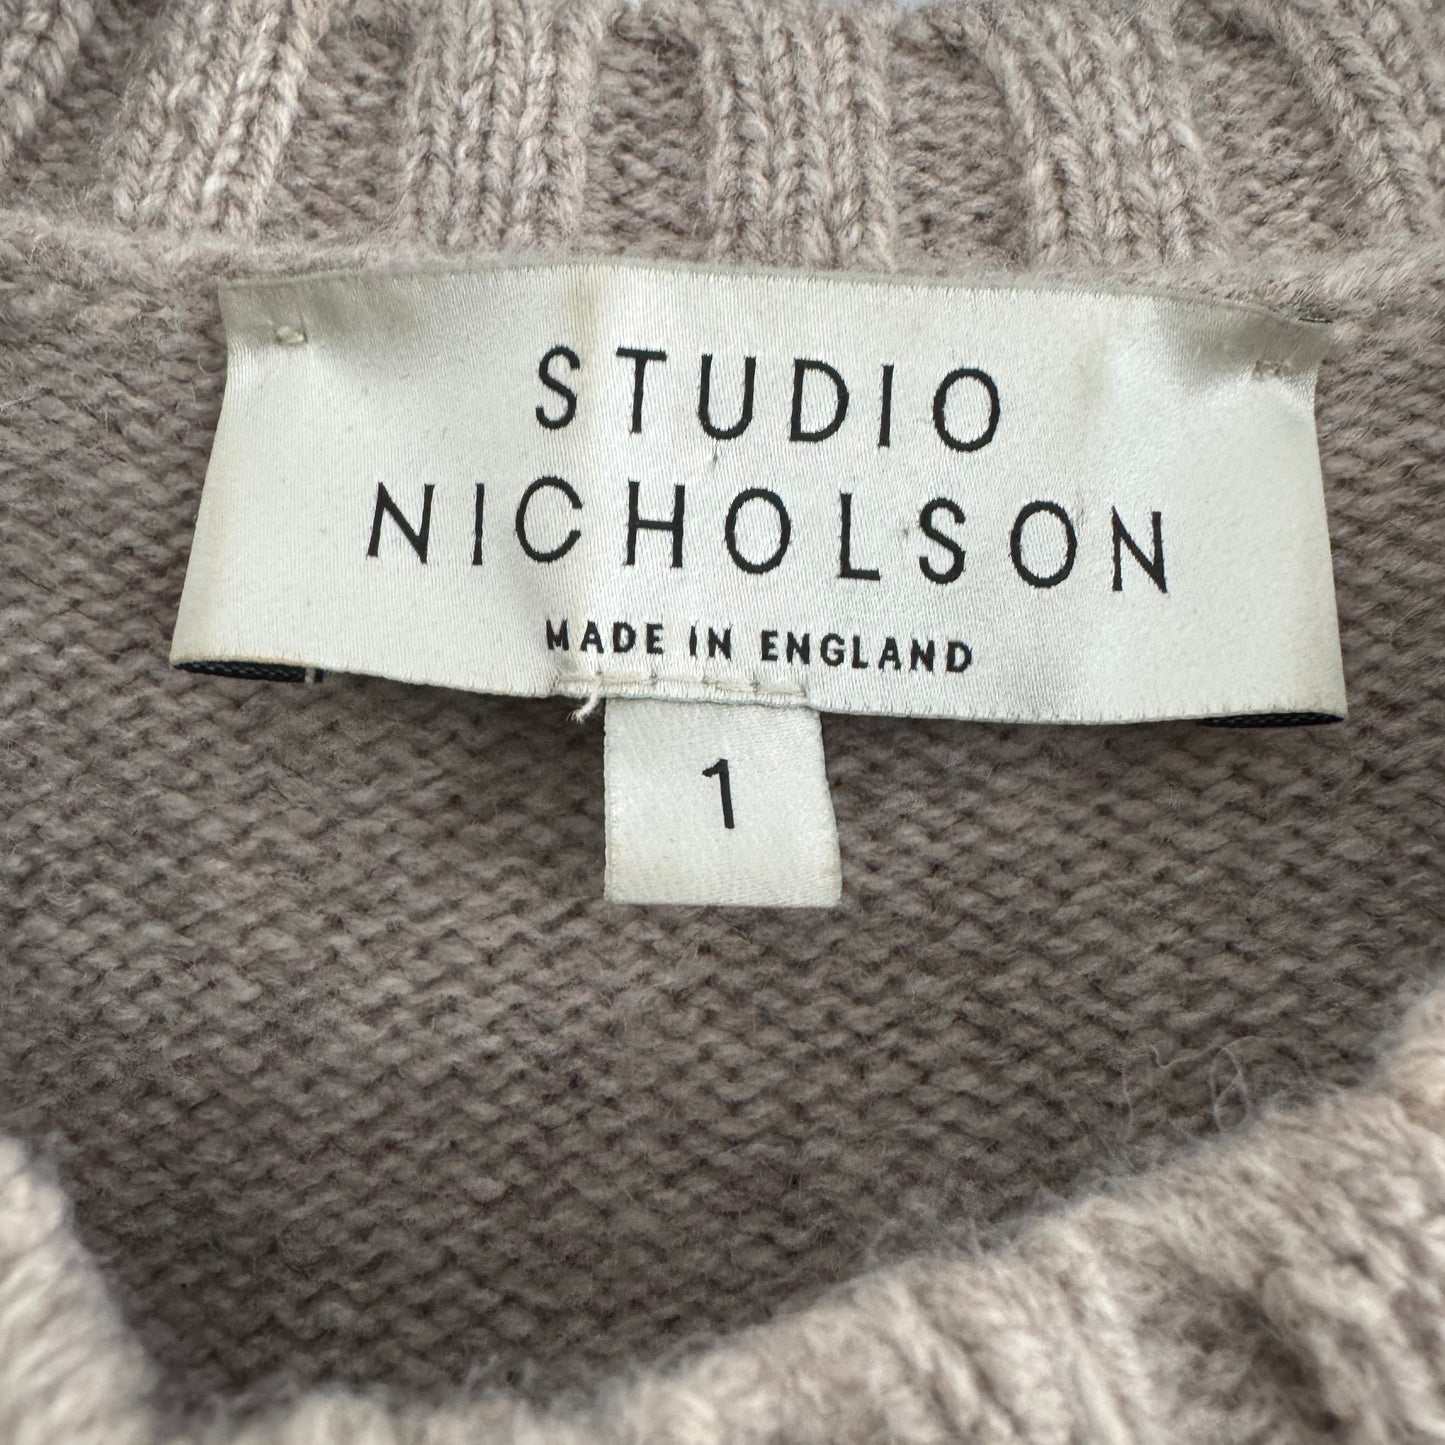 STUDIO
NICHOLSON
MADE IN ENGLAND
1